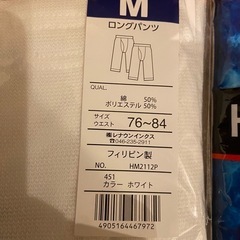 M
ロングパンツ
QUAL.
綿 50%
ポリエステル 50%
サイズ
ウエスト 76~84
㈱レナウンインクス
☎046-235-2911
フィリピン製
NO. HM2112P
451
カラー ホワイト
4905164467972
H